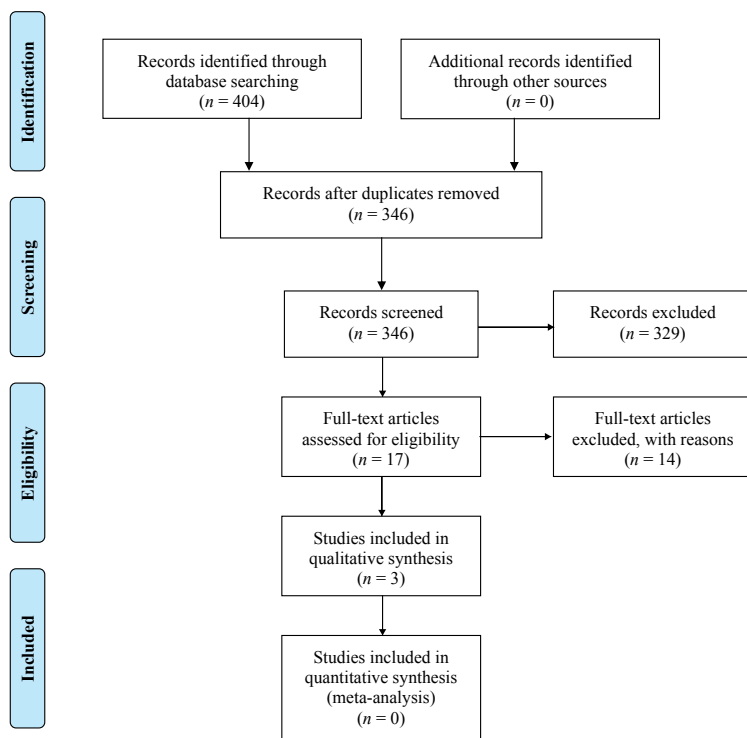 Identification
Records identified through
database searching
(n = 404)
Additional records identified
through other sources
(n = 0)
Records after duplicates removed
(n = 346)
Screening
Records screened
(n = 346)
Records excluded
(n = 329)
Eligibility
Full-text articles
assessed for eligibility
(n = 17)
Full-text articles
excluded, with reasons
(n = 14)
Studies included in
qualitative synthesis
(n = 3)
Included
Studies included in
quantitative synthesis
(meta-analysis)
(n = 0)